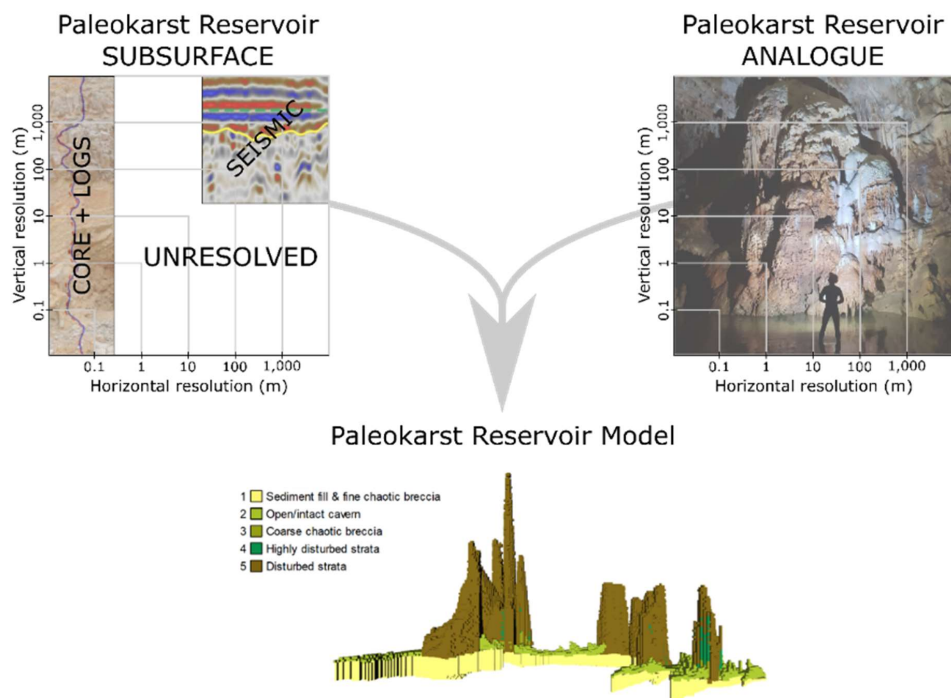 Paleokarst Reservoir
SUBSURFACE
Vertical resolution (m)
1,000
100
10
1
0.1
CORE + LOGS
SEISMIC
UNRESOLVED
0.1 1 10 100 1,000
Horizontal resolution (m)
Paleokarst Reservoir
ANALOGUE
Vertical resolution (m)
1,000
100
10
1
0.1
0.1 1 10 100 1,000
Horizontal resolution (m)
Paleokarst Reservoir Model
1 Sediment fill & fine chaotic breccia
2 Open/intact cavern
3 Coarse chaotic breccia
4 Highly disturbed strata
5 Disturbed strata